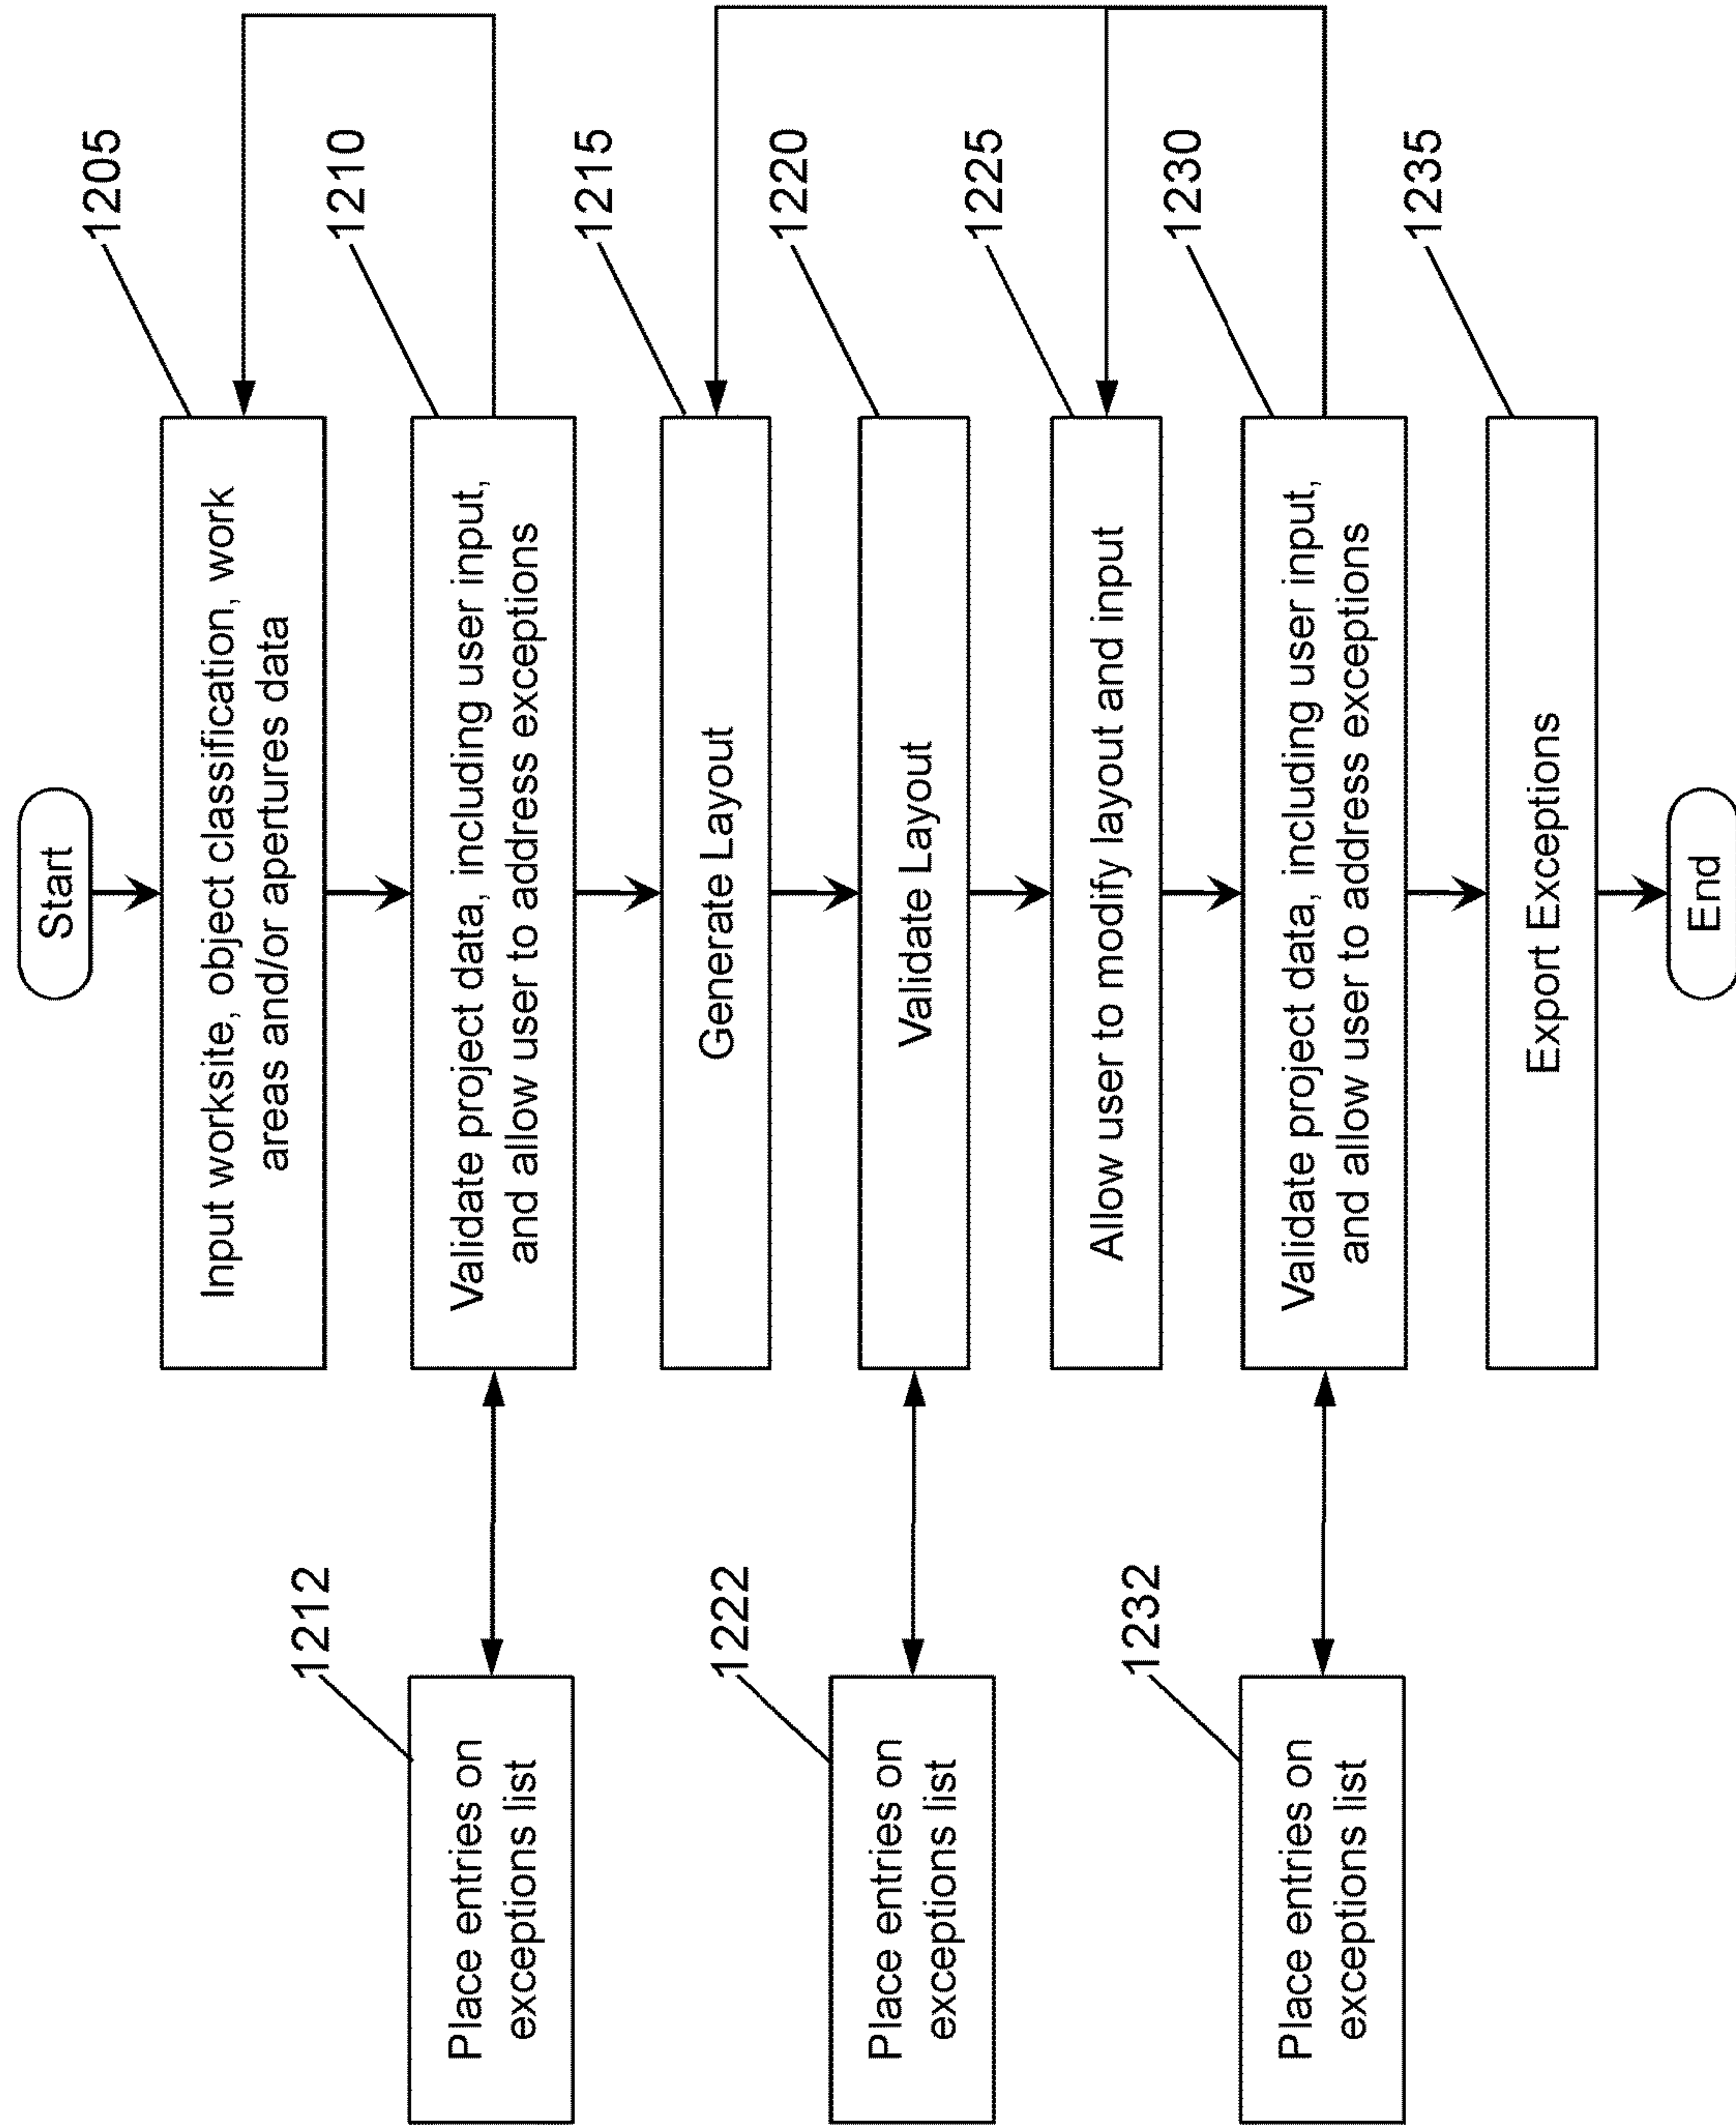 Start
1205
Input worksite, object classification, work
areas and/or apertures data
1210
Validate project data, including user input,
and allow user to address exceptions
1212
Place entries on
exceptions list
1215
Generate Layout
1220
Validate Layout
1222
Place entries on
exceptions list
1225
Allow user to modify layout and input
1230
Validate project data, including user input,
and allow user to address exceptions
1232
Place entries on
exceptions list
1235
Export Exceptions
End